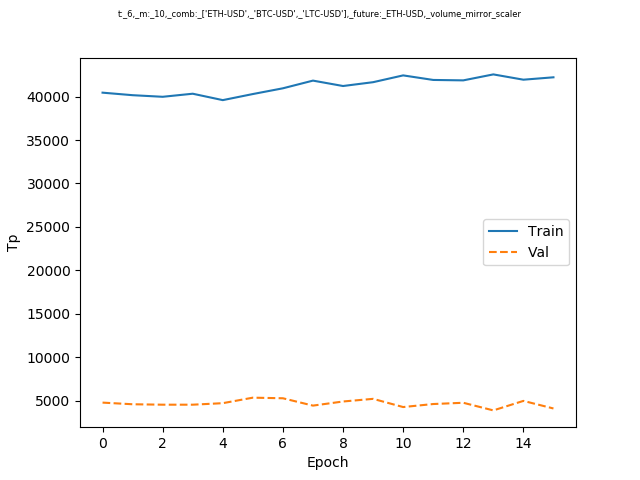 t:_6,_m:_10,_comb:_['ETH-USD',_'BTC-USD',_'LTC-USD'],_future:_ETH-USD,_volume_mirror_scaler
40000
35000
30000
25000
20000
15000
10000
5000
Tp
Train
Val
0 2 4 6 8 10 12 14
Epoch